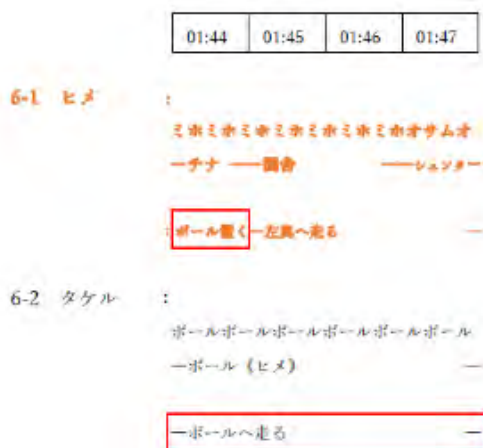 01:44 01:45 01:46 01:47
6-1 ヒメ :
ミホミホミホミホミホミホミホオサムオ
ーチナ ――圓舎 ――シュンター
: ボール置く―左奥へ走る ―
6-2 タケル :
ボールボールボールボールボールボール
―ボール（ヒメ） ―
―ボールへ走る ―